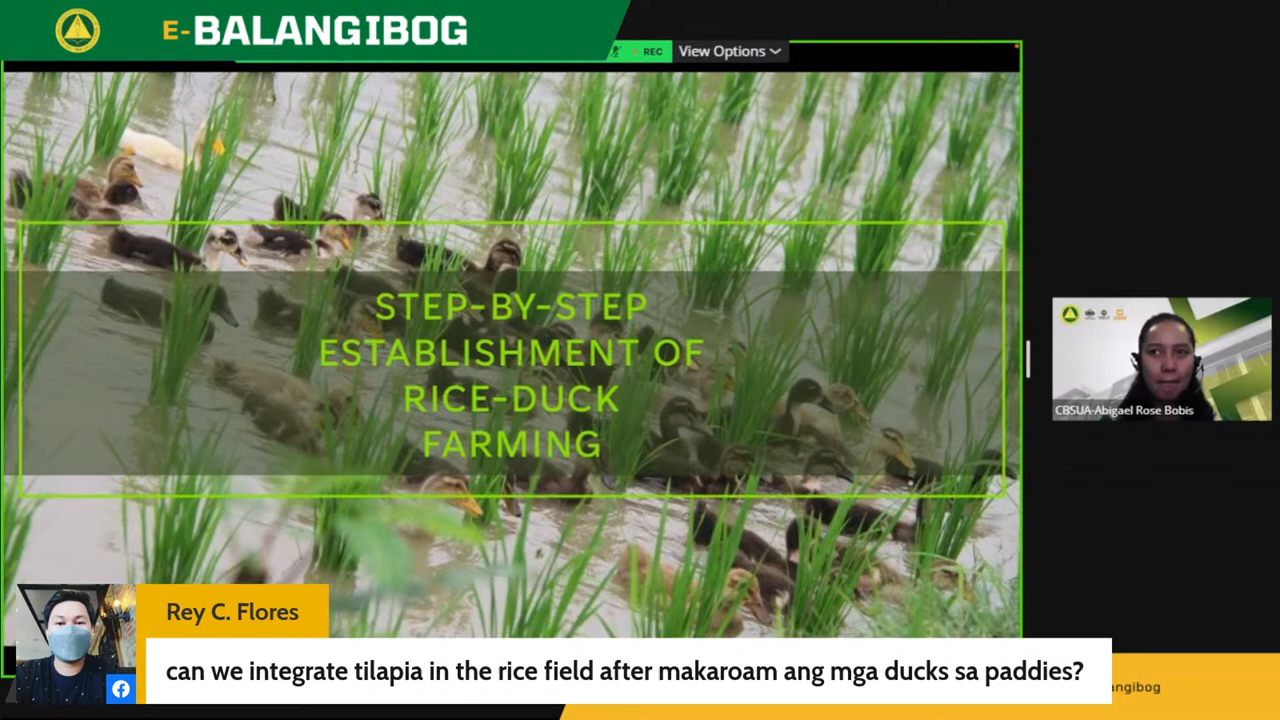 E-BALANGIBOG
REC
View Options
STEP-BY-STEP
ESTABLISHMENT OF
RICE-DUCK
FARMING
CBSUA-Abigael Rose Bobis
Rey C. Flores
can we integrate tilapia in the rice field after makaroam ang mga ducks sa paddies?